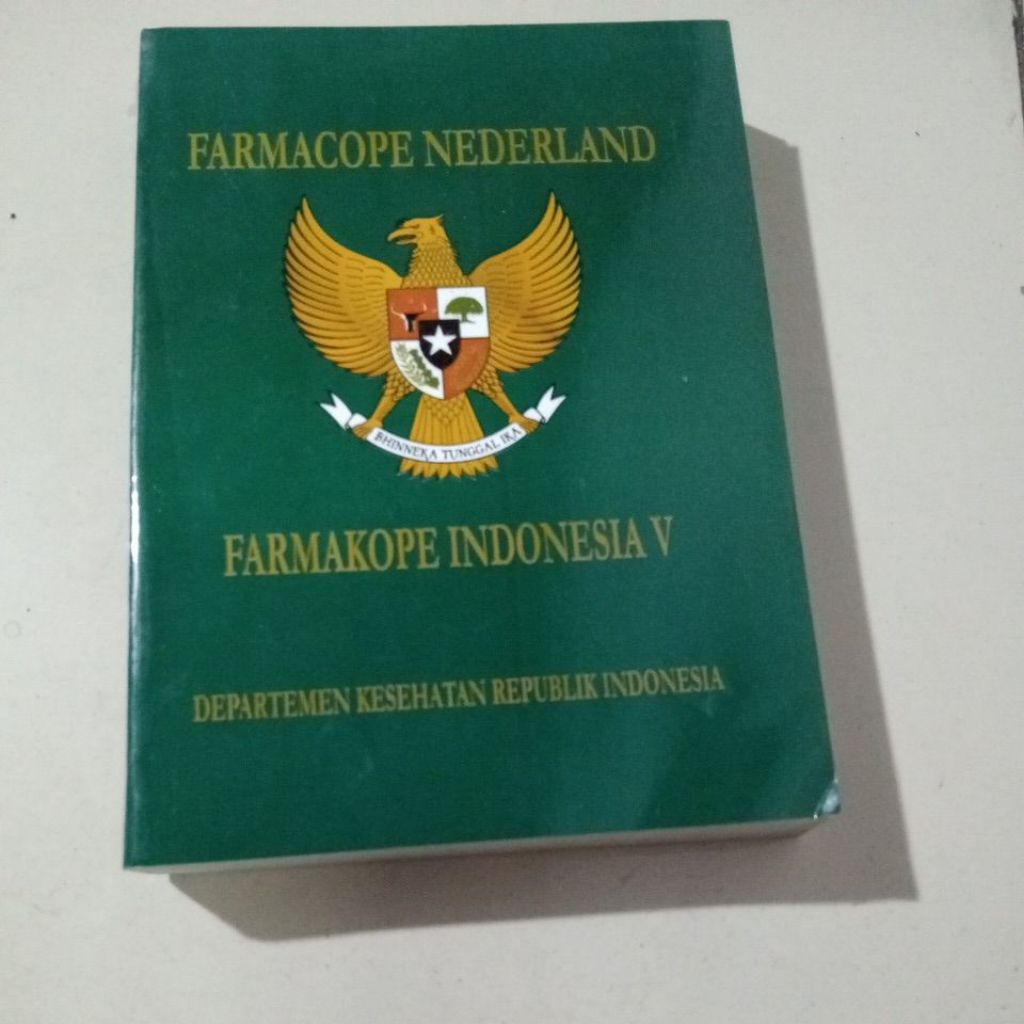 FARMACOPE NEDERLAND
BHINNEKA TUNGGAL IKA
FARMAKOPE INDONESIA V
DEPARTEMEN KESEHATAN REPUBLIK INDONESIA